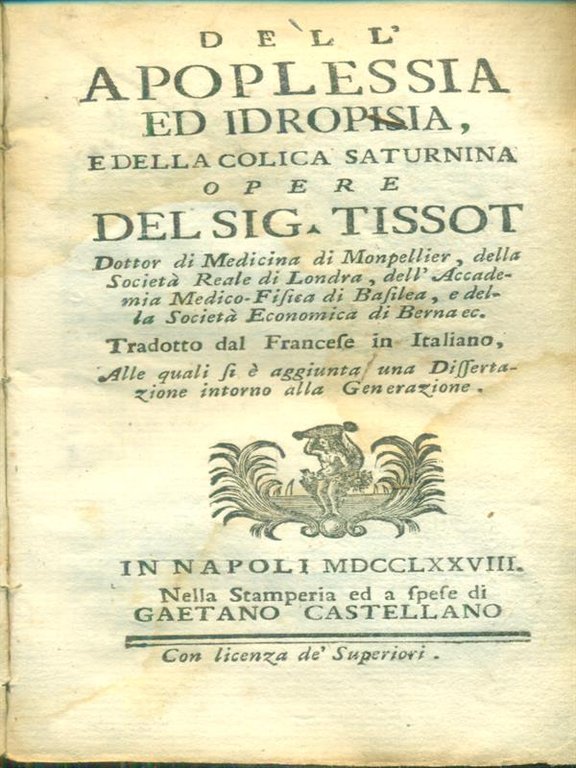 DELL'
APOPLESSIA
ED IDROPISIA,
E DELLA COLICA SATURNINA
OPERE
DEL SIG. TISSOT
Dottor di Medicina di Monpellier, della
Società Reale di Londra, dell' Accade-
mia Medico-Fiſica di Baſilea, e del-
la Società Economica di Berna ec.
Tradotto dal Franceſe in Italiano,
Alle quali ſi è aggiunta una Diſſerta-
zione intorno alla Generazione.
IN NAPOLI MDCCLXXVIII.
Nella Stamperia ed a ſpeſe di
GAETANO CASTELLANO
Con licenza de' Superiori.